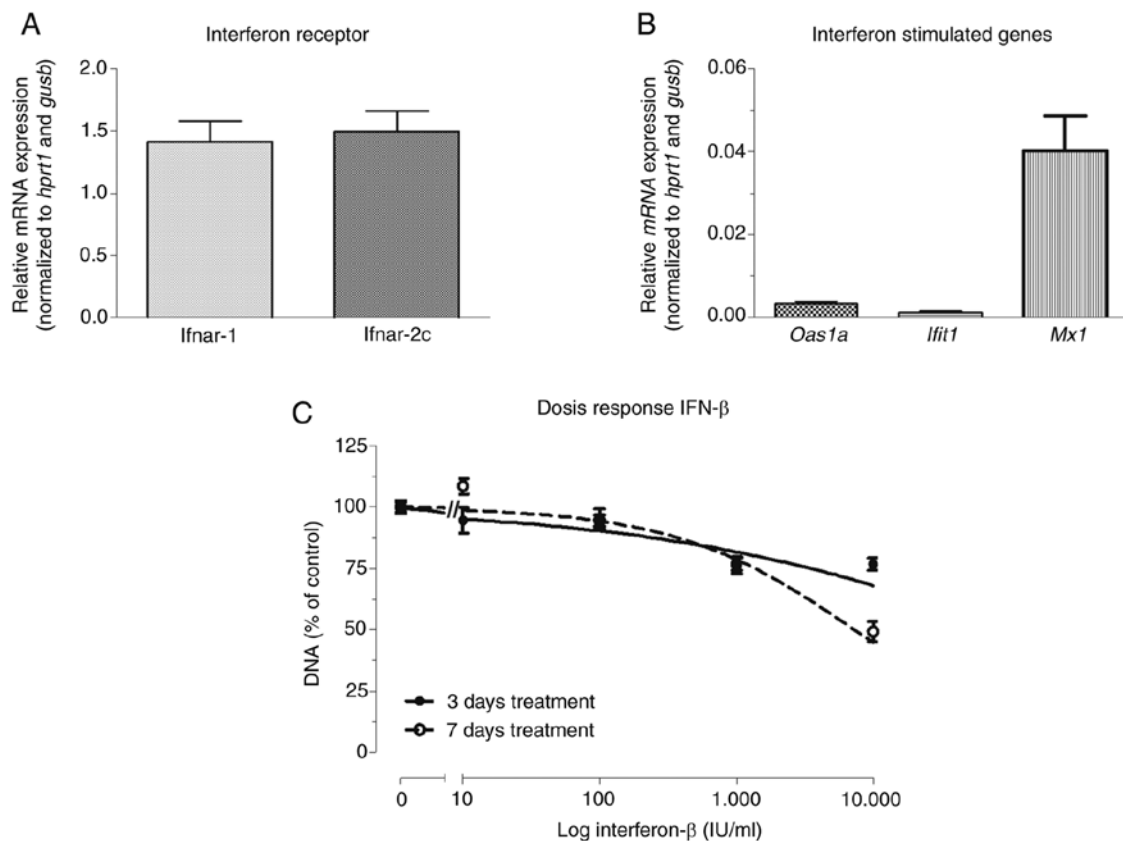 A
Interferon receptor
Relative mRNA expression
(normalized to hprt1 and gusb)
2.0
1.5
1.0
0.5
0.0
Ifnar-1
Ifnar-2c
B
Interferon stimulated genes
Relative mRNA expression
(normalized to hprt1 and gusb)
0.06
0.04
0.02
0.00
Oas1a
Ifit1
Mx1
C
Dosis response IFN-β
DNA (% of control)
125
100
75
50
25
0
//
3 days treatment
7 days treatment
0
10
100
1.000
10.000
Log interferon-β (IU/ml)